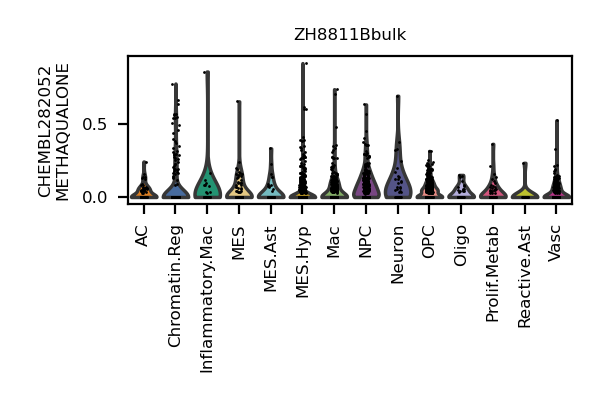 ZH8811Bbulk
CHEMBL282052
METHAQUALONE
0.5
0.0
AC
Chromatin.Reg
Inflammatory.Mac
MES
MES.Ast
MES.Hyp
Mac
NPC
Neuron
OPC
Oligo
Prolif.Metab
Reactive.Ast
Vasc